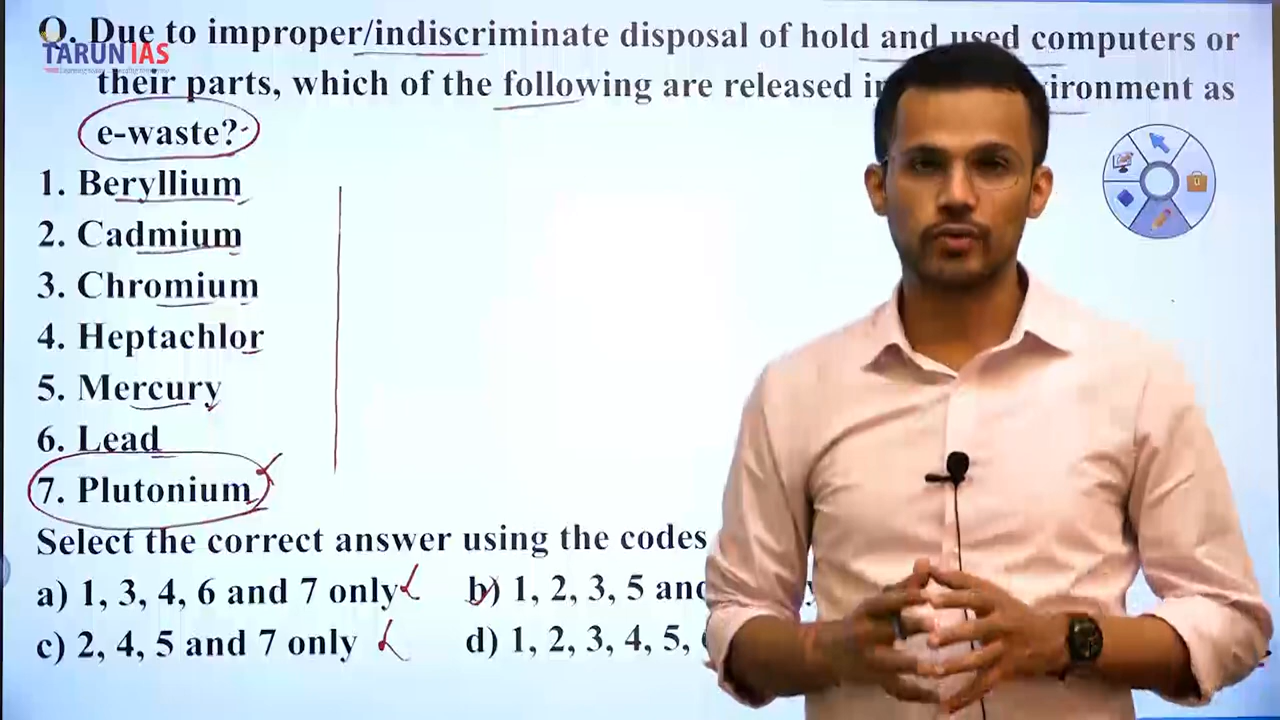 Q. Due to improper/indiscriminate disposal of hold and used computers or
TARUN IAS
their parts, which of the following are released ironment as
e-waste?
1. Beryllium
2. Cadmium
3. Chromium
4. Heptachlor
5. Mercury
6. Lead
7. Plutonium
Select the correct answer using the codes
a) 1, 3, 4, 6 and 7 only b) 1, 2, 3, 5
c) 2, 4, 5 and 7 only d) 1, 2, 3, 4, 5,